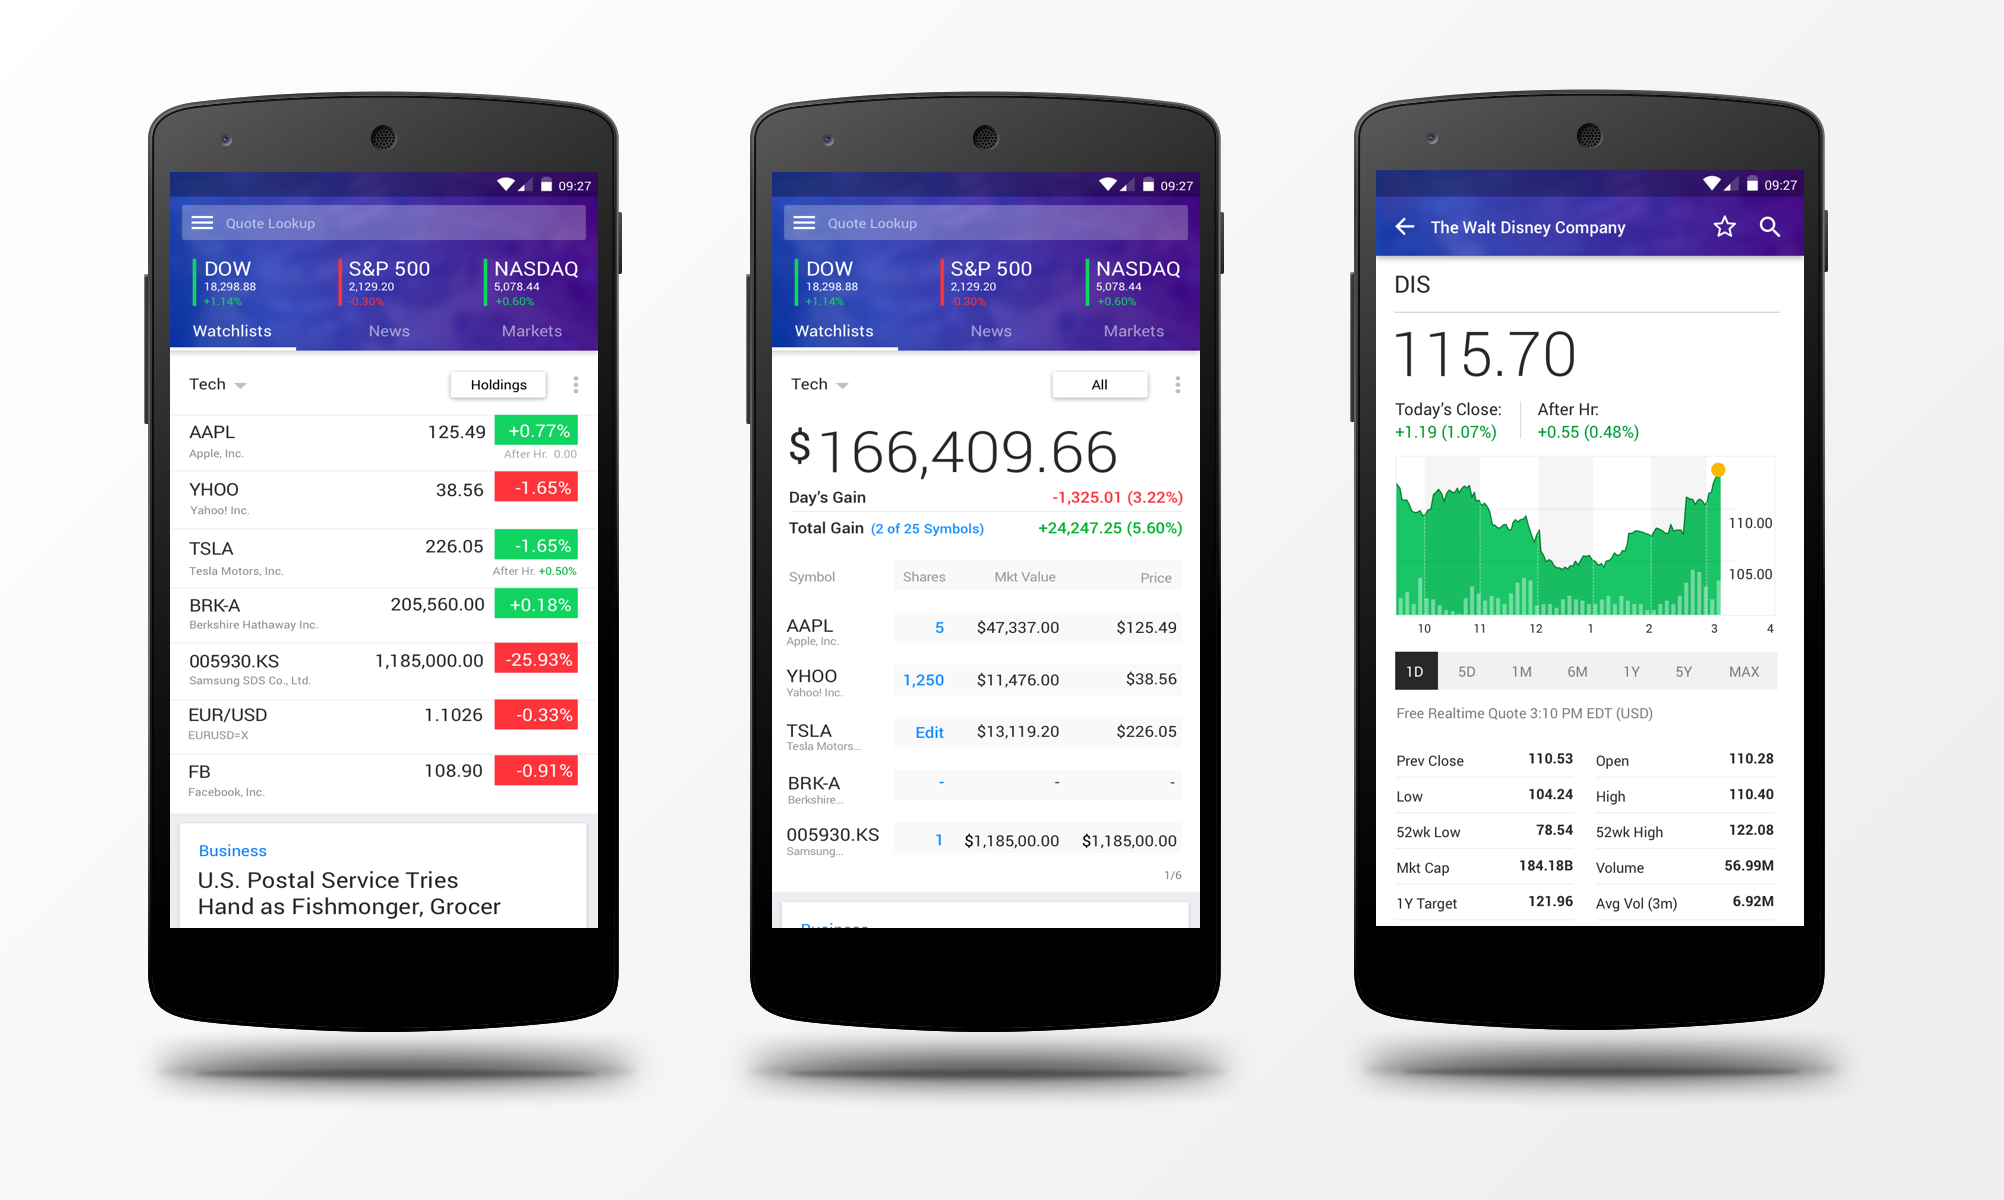 09:27
Quote Lookup
DOW S&P 500 NASDAQ
18,298.88 2,129.20 5,078.44
+1.14% -0.30% +0.60%
Watchlists News Markets
Tech Holdings
AAPL 125.49 +0.77%
Apple, Inc. After Hr. 0.00
YHOO 38.56 -1.65%
Yahoo! Inc.
TSLA 226.05 -1.65%
Tesla Motors, Inc. After Hr. +0.50%
BRK-A 205,560.00 +0.18%
Berkshire Hathaway Inc.
005930.KS 1,185,000.00 -25.93%
Samsung SDS Co., Ltd.
EUR/USD 1.1026 -0.33%
EURUSD=X
FB 108.90 -0.91%
Facebook, Inc.
Business
U.S. Postal Service Tries
Hand as Fishmonger, Grocer
09:27
Quote Lookup
DOW S&P 500 NASDAQ
18,298.88 2,129.20 5,078.44
+1.14% -0.30% +0.60%
Watchlists News Markets
Tech All
$166,409.66
Day's Gain -1,325.01 (3.22%)
Total Gain (2 of 25 Symbols) +24,247.25 (5.60%)
Symbol Shares Mkt Value Price
AAPL 5 $47,337.00 $125.49
Apple, Inc.
YHOO 1,250 $11,476.00 $38.56
Yahoo! Inc.
TSLA Edit $13,119.20 $226.05
Tesla Motors...
BRK-A - - -
Berkshire...
005930.KS 1 $1,185,00.00 $1,185,00.00
Samsung...
1/6
Business
09:27
The Walt Disney Company
DIS
115.70
Today's Close: After Hr:
+1.19 (1.07%) +0.55 (0.48%)
110.00
105.00
10 11 12 1 2 3 4
1D 5D 1M 6M 1Y 5Y MAX
Free Realtime Quote 3:10 PM EDT (USD)
Prev Close 110.53 Open 110.28
Low 104.24 High 110.40
52wk Low 78.54 52wk High 122.08
Mkt Cap 184.18B Volume 56.99M
1Y Target 121.96 Avg Vol (3m) 6.92M